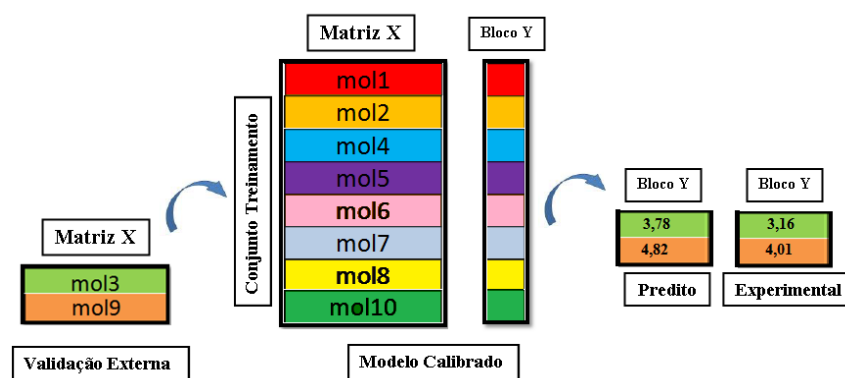 Matriz X
mol3
mol9
Validação Externa
Matriz X
Bloco Y
Conjunto Treinamento
mol1
mol2
mol4
mol5
mol6
mol7
mol8
mol10
Modelo Calibrado
Bloco Y
3,78
4,82
Predito
Bloco Y
3,16
4,01
Experimental